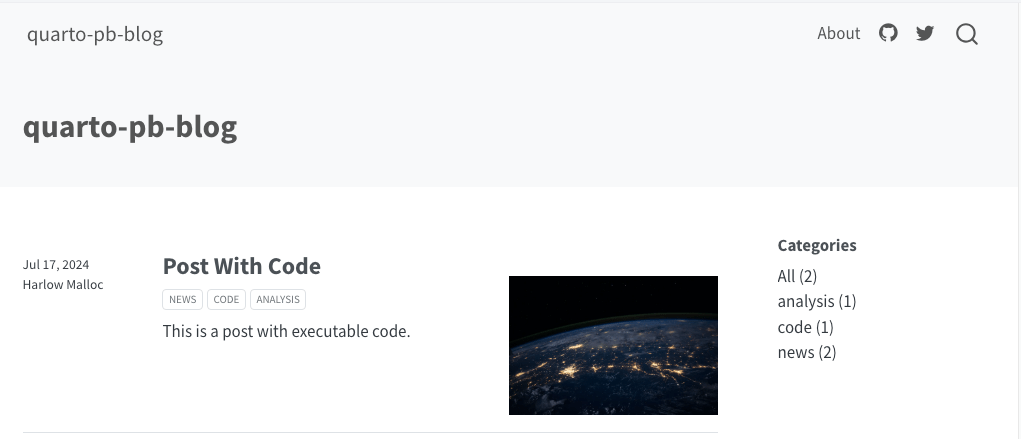 quarto-pb-blog
About
quarto-pb-blog
Jul 17, 2024
Harlow Malloc
Post With Code
NEWS CODE ANALYSIS
This is a post with executable code.
Categories
All (2)
analysis (1)
code (1)
news (2)